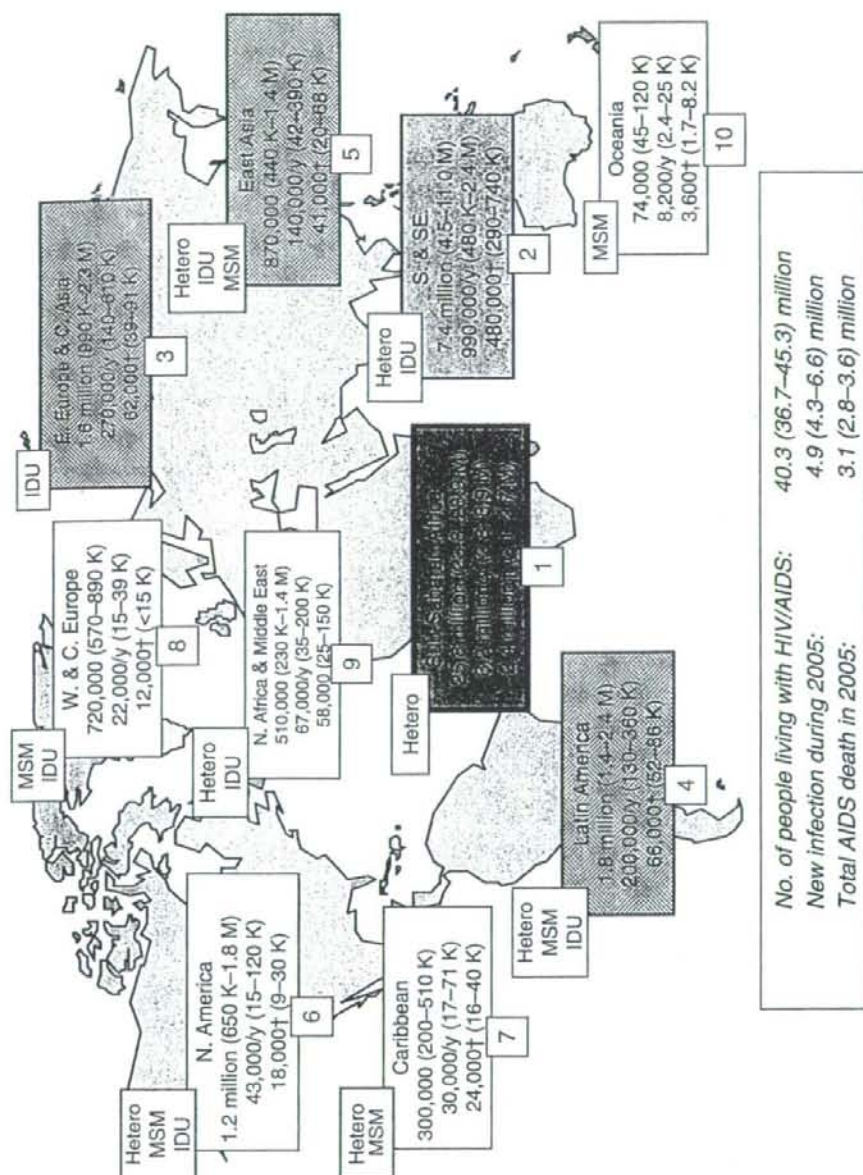 Hetero
MSM
IDU
N. America
1.2 million (650 K–1.8 M)
43,000/y (15–120 K)
18,000† (9–30 K)
6
MSM
IDU
W. & C. Europe
720,000 (570–890 K)
22,000/y (15–39 K)
12,000† (<15 K)
8
IDU
E. Europe & C. Asia
1.6 million (990 K–2.3 M)
270,000/y (140–610 K)
62,000† (39–91 K)
3
Hetero
IDU
MSM
East Asia
870,000 (440 K–1.4 M)
140,000/y (42–390 K)
41,000† (20–68 K)
5
Hetero
MSM
Caribbean
300,000 (200–510 K)
30,000/y (17–71 K)
24,000† (16–40 K)
7
Hetero
IDU
N. Africa & Middle East
510,000 (230 K–1.4 M)
67,000/y (35–200 K)
58,000 (25–150 K)
9
Hetero
Sub-Saharan Africa
1
Hetero
IDU
S. & SE
7.4 million (4.5–11.0 M)
990,000/y (480 K–2.4 M)
480,000† (290–740 K)
2
Hetero
MSM
IDU
Latin America
1.8 million (1.4–2.4 M)
200,000/y (130–360 K)
66,000† (52–86 K)
4
MSM
Oceania
74,000 (45–120 K)
8,200/y (2.4–25 K)
3,600† (1.7–8.2 K)
10
No. of people living with HIV/AIDS: 40.3 (36.7–45.3) million
New infection during 2005: 4.9 (4.3–6.6) million
Total AIDS death in 2005: 3.1 (2.8–3.6) million